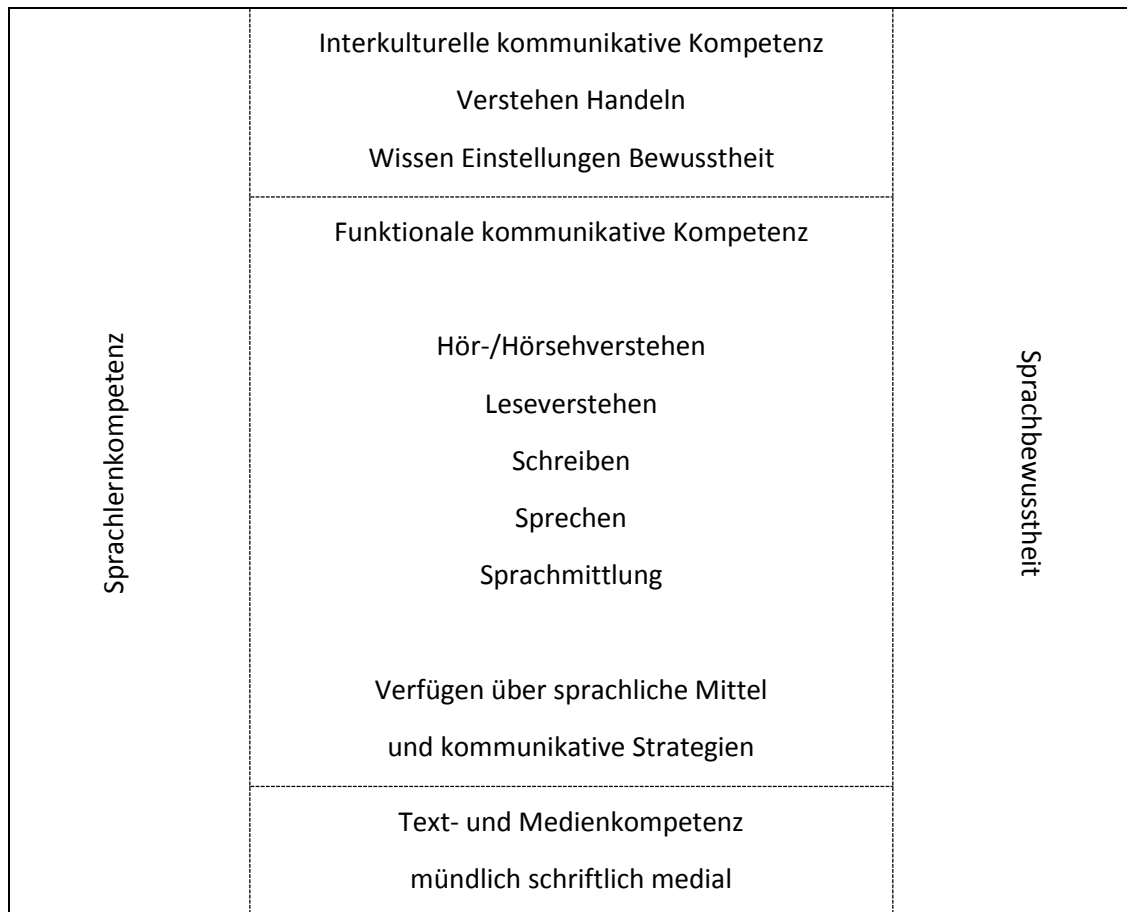 Interkulturelle kommunikative Kompetenz
Verstehen Handeln
Wissen Einstellungen Bewusstheit
Funktionale kommunikative Kompetenz
Sprachlernkompetenz
Hör-/Hörsehverstehen
Leseverstehen
Schreiben
Sprechen
Sprachmittlung
Sprachbewusstheit
Verfügen über sprachliche Mittel
und kommunikative Strategien
Text- und Medienkompetenz
mündlich schriftlich medial